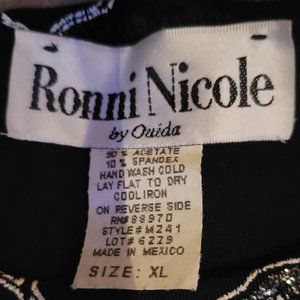 Ronni Nicole
by Ouida
90% ACETATE
10% SPANDEX
HAND WASH COLD
LAY FLAT TO DRY
COOL IRON
ON REVERSE SIDE
RN# 88970
STYLE# M241
LOT# 6229
MADE IN MEXICO
SIZE: XL